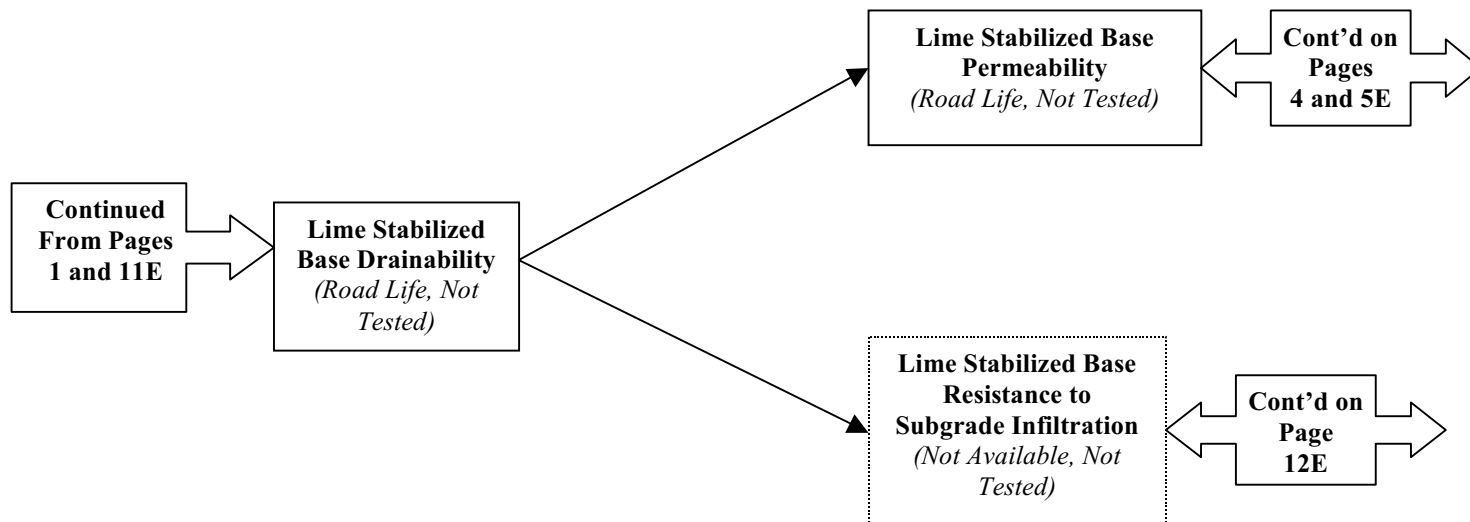 Continued
From Pages
1 and 11E
Lime Stabilized
Base Drainability
(Road Life, Not
Tested)
Lime Stabilized Base
Permeability
(Road Life, Not Tested)
Cont’d on
Pages
4 and 5E
Lime Stabilized Base
Resistance to
Subgrade Infiltration
(Not Available, Not
Tested)
Cont’d on
Page
12E